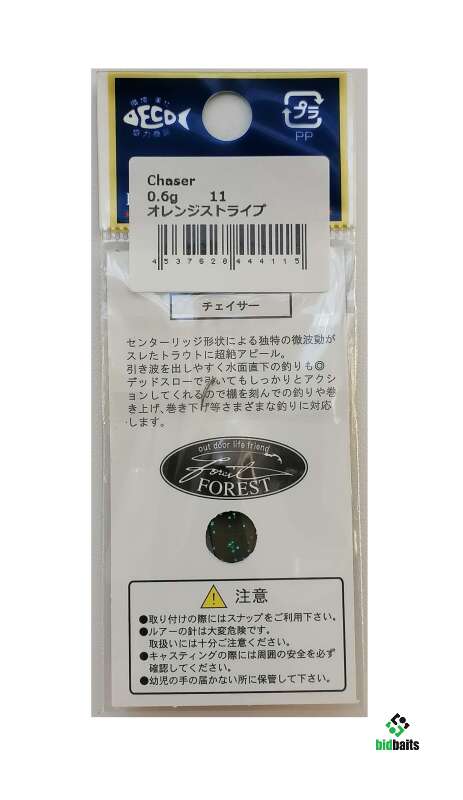 ECO
プラ
PP
Chaser
0.6g 11
オレンジストライプ
4 537620 444115
チェイサー
センターリッジ形状による独特の微波動が
スレたトラウトに超絶アピール。
引き波を出しやすく水面直下の釣りも◎
デッドスローで引いてもしっかりとアクシ
ョンしてくれるので棚を刻んでの釣りや巻
き上げ、巻き下げ等さまざまな釣りに対応
します。
out door life friend
Forest
FOREST
注意
●取り付けの際にはスナップをご利用下さい。
●ルアーの針は大変危険です。
取扱いには十分ご注意ください。
●キャスティングの際には周囲の安全を必ず
確認してください。
●幼児の手の届かない所に保管して下さい。
bidbaits